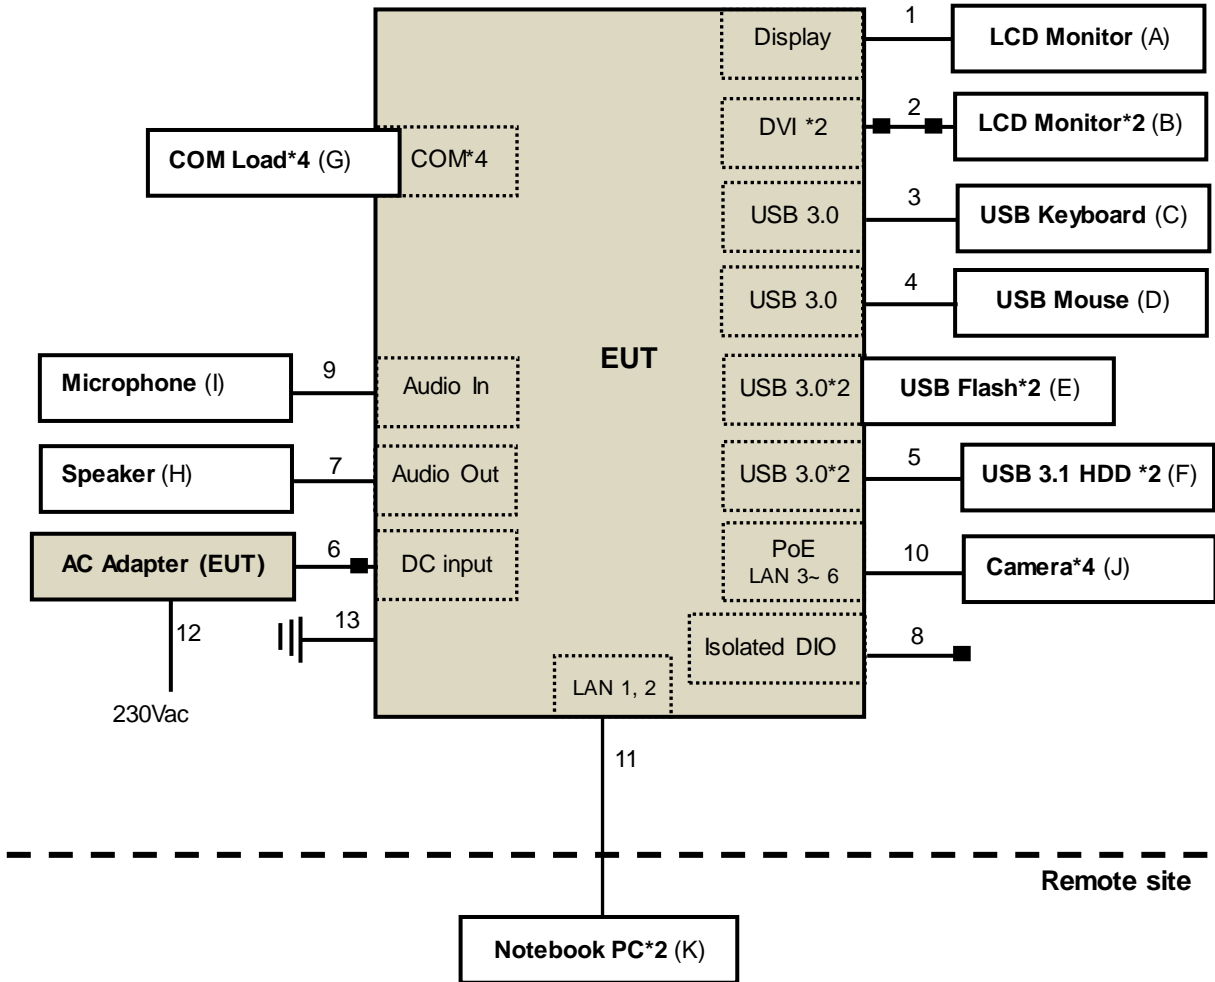 1
Display
LCD Monitor (A)
2
DVI *2
LCD Monitor*2 (B)
COM Load*4 (G)
COM*4
3
USB 3.0
USB Keyboard (C)
4
USB 3.0
USB Mouse (D)
EUT
Microphone (I)
9
Audio In
USB 3.0*2
USB Flash*2 (E)
Speaker (H)
7
Audio Out
USB 3.0*2
5
USB 3.1 HDD *2 (F)
AC Adapter (EUT)
6
DC input
PoE
LAN 3~ 6
10
Camera*4 (J)
12
13
Isolated DIO
8
LAN 1, 2
230Vac
11
Remote site
Notebook PC*2 (K)